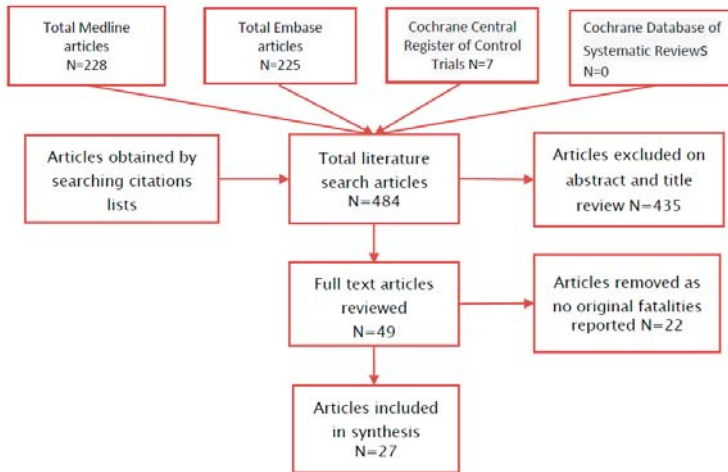 Total Medline
articles
N=228
Total Embase
articles
N=225
Cochrane Central
Register of Control
Trials N=7
Cochrane Database of
Systematic ReviewS
N=0
Articles obtained by
searching citations
lists
Total literature
search articles
N=484
Articles excluded on
abstract and title
review N=435
Full text articles
reviewed
N=49
Articles removed as
no original fatalities
reported N=22
Articles included
in synthesis
N=27